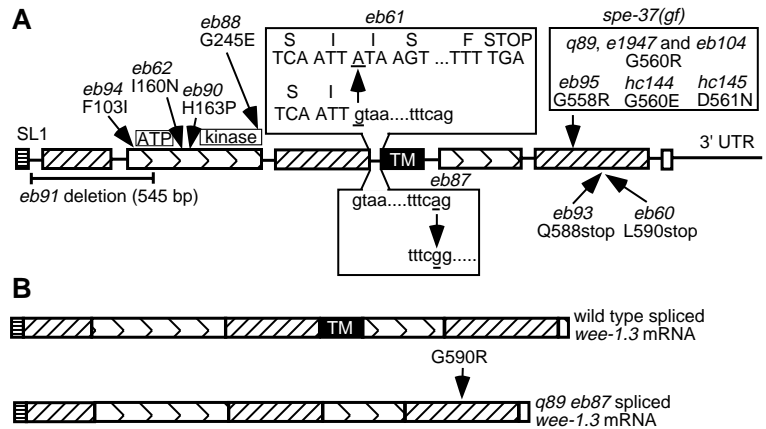 A
eb61
spe-37(gf)
S I I S F STOP
TCA ATT ATA AGT ...TTT TGA
S I
TCA ATT gtaa....tttcag
q89, e1947 and eb104
G560R
eb95 hc144 hc145
G558R G560E D561N
eb88
G245E
eb62
I160N
eb94
F103I
eb90
H163P
SL1
ATP
kinase
TM
3' UTR
eb91 deletion (545 bp)
eb87
gtaa....tttcag
tttcgg.....
eb93 eb60
Q588stop L590stop
B
TM
wild type spliced
wee-1.3 mRNA
G590R
q89 eb87 spliced
wee-1.3 mRNA